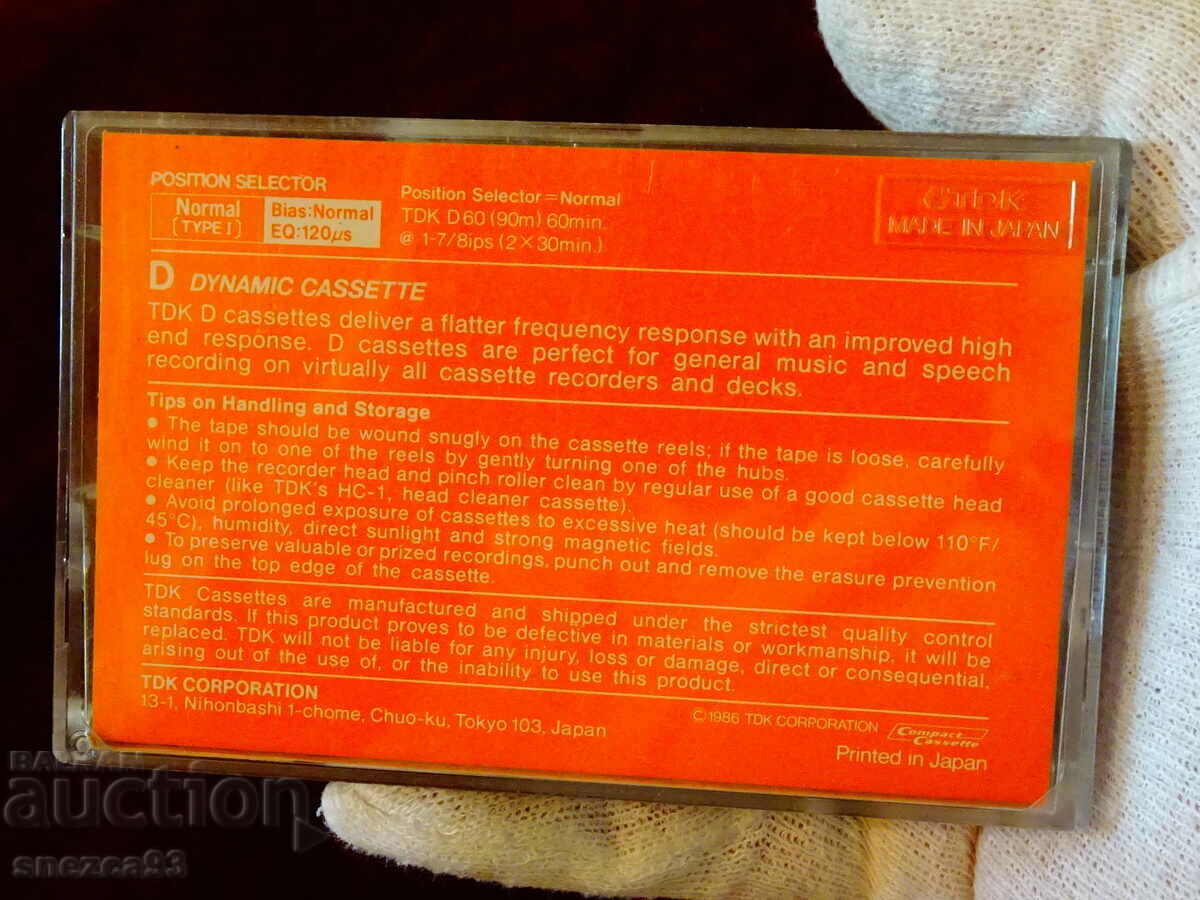 POSITION SELECTOR
Normal
[TYPE I]
Bias:Normal
EQ:120µs
Position Selector=Normal
TDK D60 (90m) 60min.
@ 1-7/8ips (2×30min.)
TDK
MADE IN JAPAN
D DYNAMIC CASSETTE
TDK D cassettes deliver a flatter frequency response with an improved high
end response. D cassettes are perfect for general music and speech
recording on virtually all cassette recorders and decks.
Tips on Handling and Storage
• The tape should be wound snugly on the cassette reels; if the tape is loose, carefully
wind it on to one of the reels by gently turning one of the hubs.
• Keep the recorder head and pinch roller clean by regular use of a good cassette head
cleaner (like TDK's HC-1, head cleaner cassette).
• Avoid prolonged exposure of cassettes to excessive heat (should be kept below 110°F/
45°C), humidity, direct sunlight and strong magnetic fields.
• To preserve valuable or prized recordings, punch out and remove the erasure prevention
lug on the top edge of the cassette.
TDK Cassettes are manufactured and shipped under the strictest quality control
standards. If this product proves to be defective in materials or workmanship, it will be
replaced. TDK will not be liable for any injury, loss or damage, direct or consequential,
arising out of the use of, or the inability to use this product.
TDK CORPORATION
13-1, Nihonbashi 1-chome, Chuo-ku, Tokyo 103, Japan
© 1986 TDK CORPORATION
Compact
Cassette
Printed in Japan
BALKAN
auction
snezca93